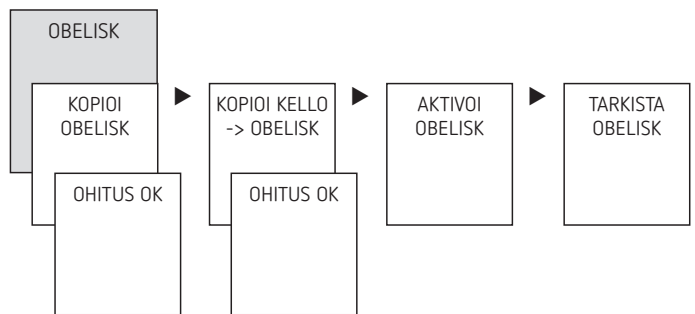 OBELISK
KOPIOI
OBELISK
OHITUS OK
KOPIOI KELLO
-> OBELISK
OHITUS OK
AKTIVOI
OBELISK
TARKISTA
OBELISK